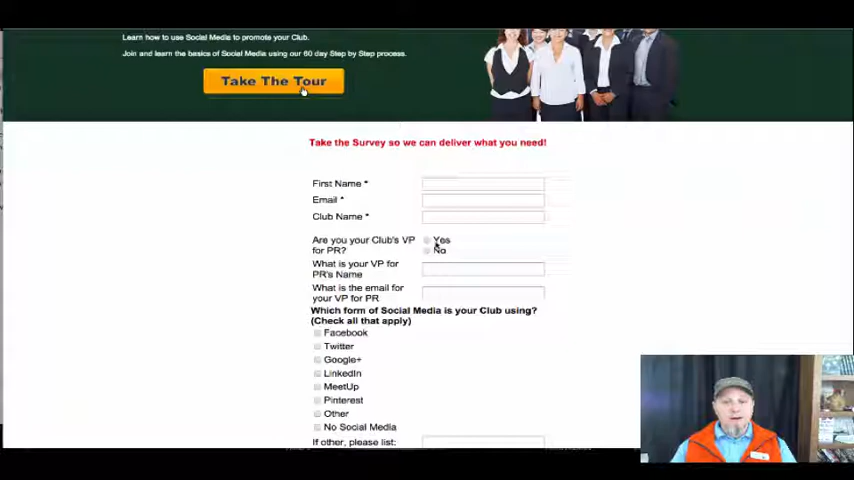 Learn how to use Social Media to promote your Club.
Join and learn the basics of Social Media using our 60 day Step by Step process.
Take The Tour
Take the Survey so we can deliver what you need!
First Name *
Email *
Club Name *
Are you your Club's VP for PR?
Yes
No
What is your VP for PR's Name
What is the email for your VP for PR
Which form of Social Media is your Club using?
(Check all that apply)
Facebook
Twitter
Google+
LinkedIn
MeetUp
Pinterest
Other
No Social Media
If other, please list: